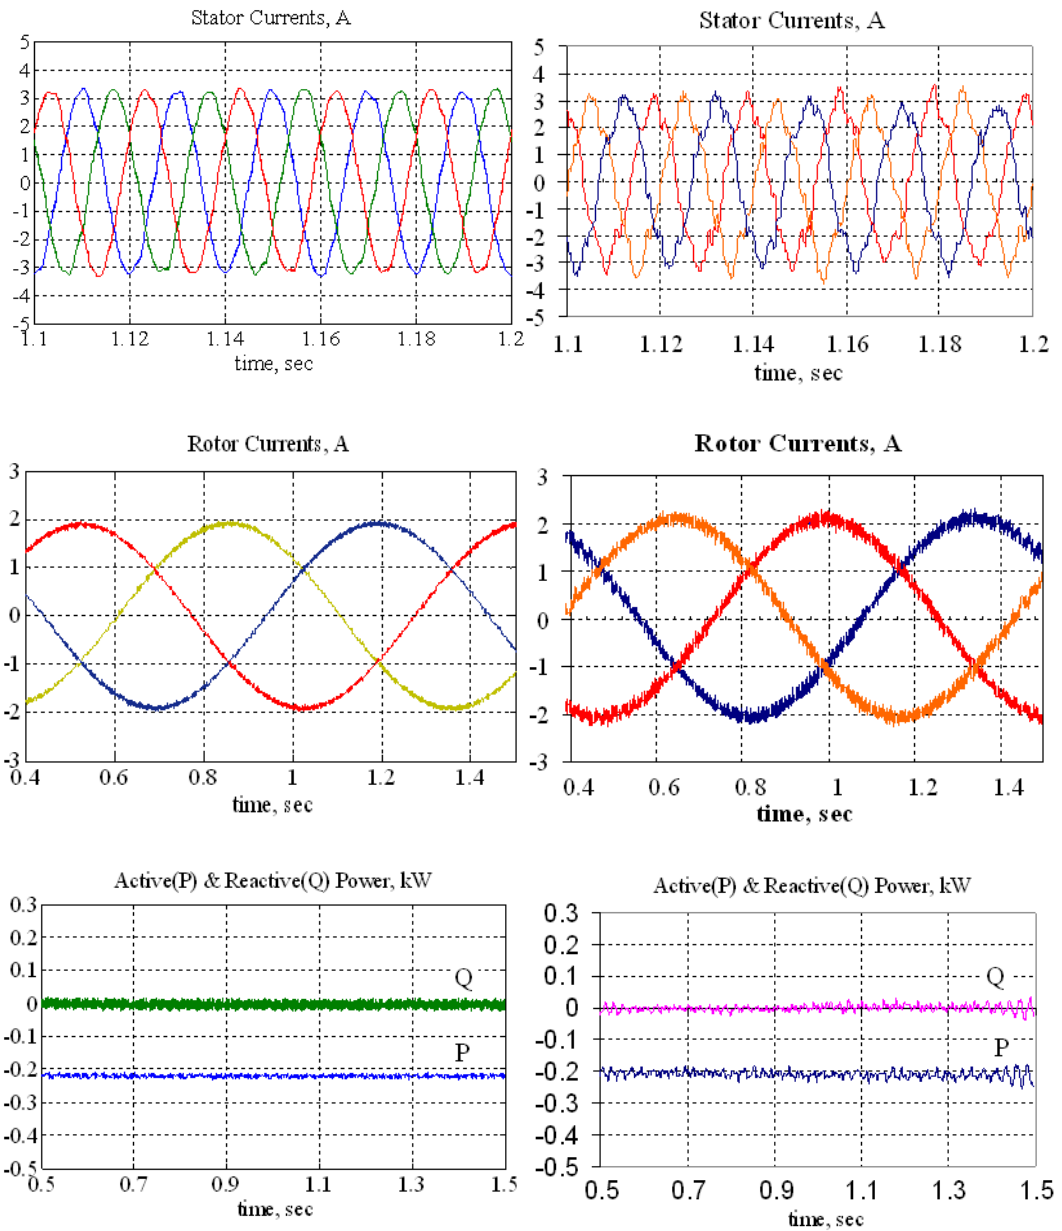 Stator Currents, A
5
4
3
2
1
0
-1
-2
-3
-4
-5
1.1 1.12 1.14 1.16 1.18 1.2
time, sec
Stator Currents, A
5
4
3
2
1
0
-1
-2
-3
-4
-5
1.1 1.12 1.14 1.16 1.18 1.2
time, sec
Rotor Currents, A
3
2
1
0
-1
-2
-3
0.4 0.6 0.8 1 1.2 1.4
time, sec
Rotor Currents, A
3
2
1
0
-1
-2
-3
0.4 0.6 0.8 1 1.2 1.4
time, sec
Active(P) & Reactive(Q) Power, kW
0.3
0.2
0.1
0
-0.1
-0.2
-0.3
-0.4
-0.5
Q
P
0.5 0.7 0.9 1.1 1.3 1.5
time, sec
Active(P) & Reactive(Q) Power, kW
0.3
0.2
0.1
0
-0.1
-0.2
-0.3
-0.4
-0.5
Q
P
0.5 0.7 0.9 1.1 1.3 1.5
time, sec